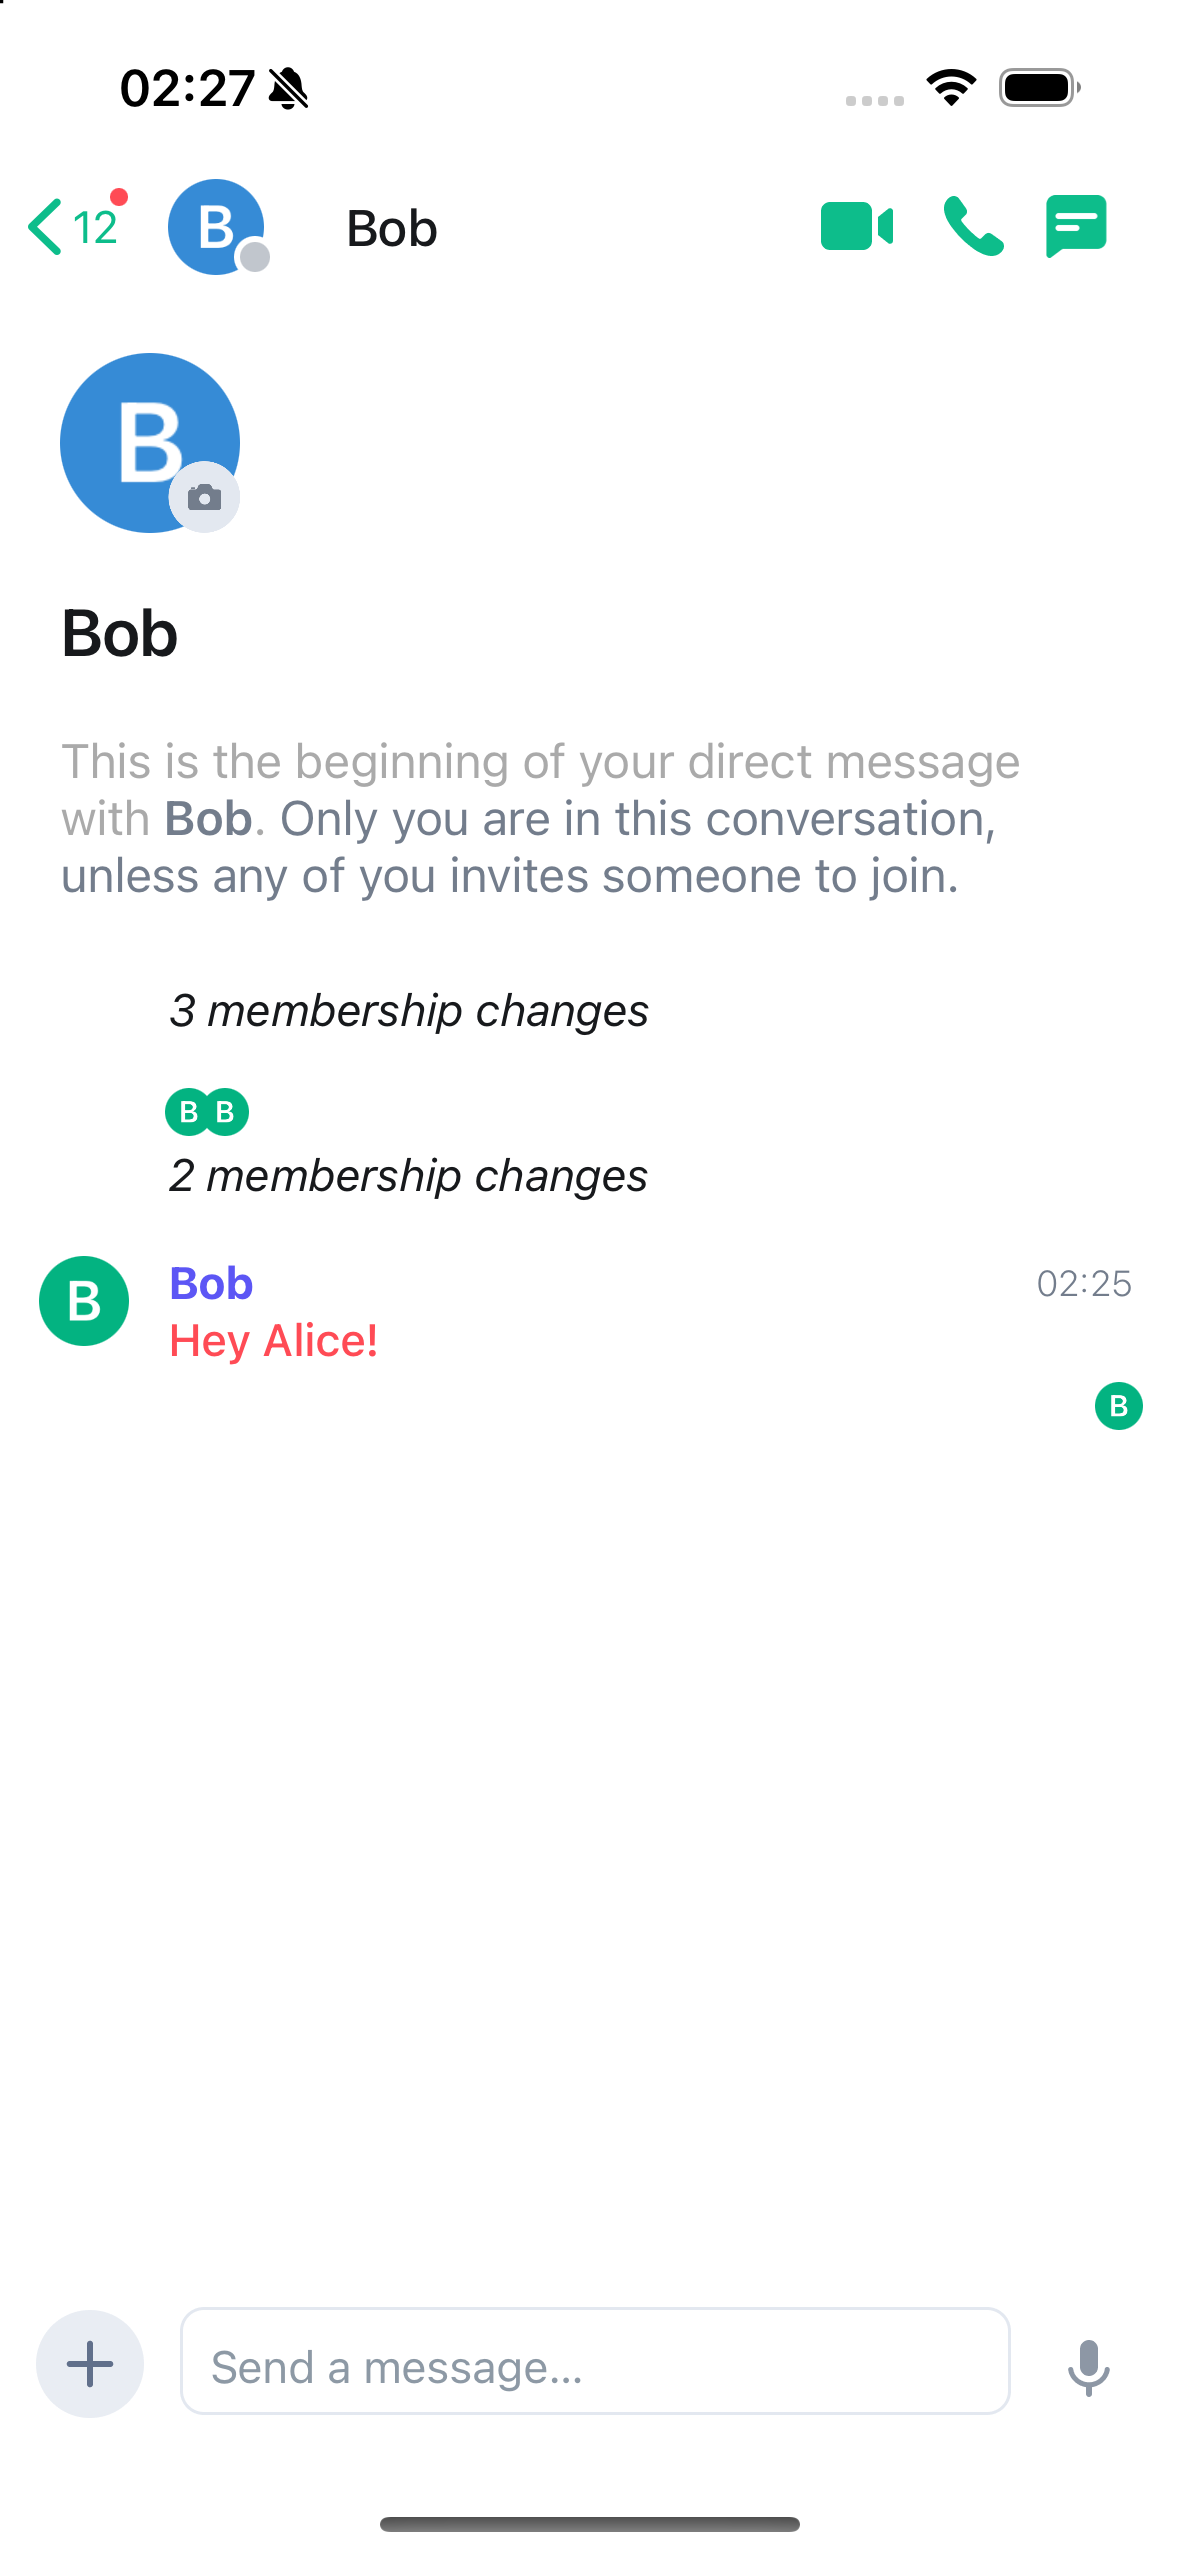 02:27
12
B
Bob
B
Bob
This is the beginning of your direct message
with Bob. Only you are in this conversation,
unless any of you invites someone to join.
3 membership changes
B B
2 membership changes
B
Bob
02:25
Hey Alice!
B
Send a message...